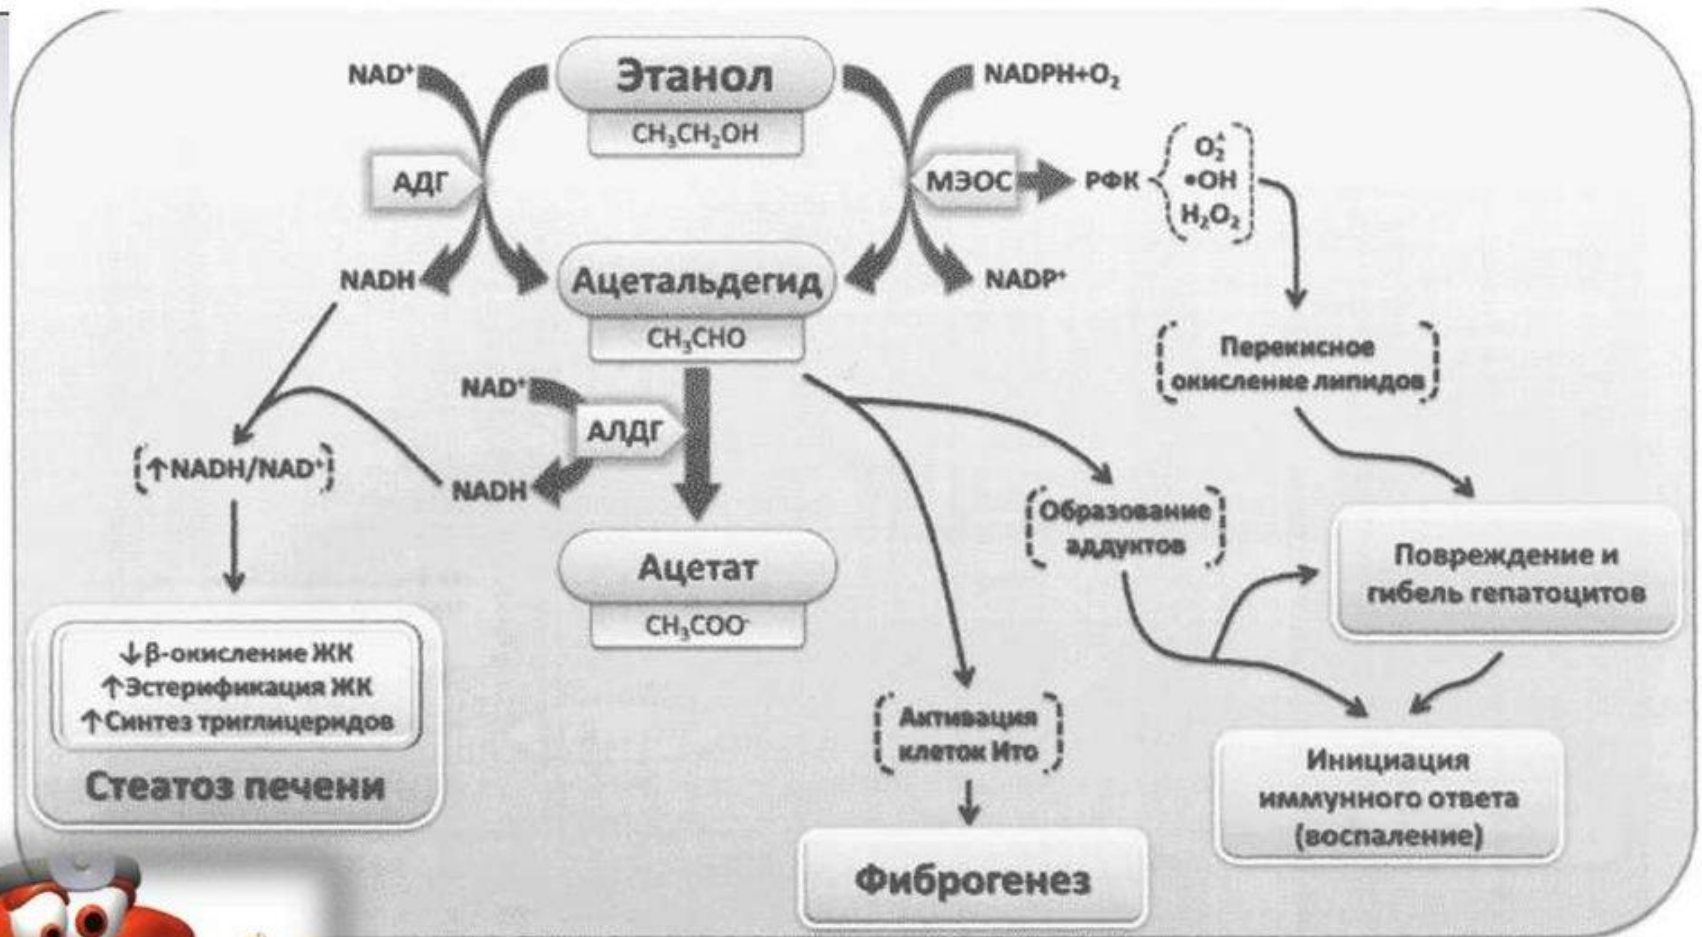 Этанол
CH₃CH₂OH
NAD⁺
NADPH+O₂
АДГ
МЭОС
РФК
O₂
•OH
H₂O₂
NADH
Ацетальдегид
CH₃CHO
NADP⁺
Перекисное
окисление липидов
NAD⁺
АЛДГ
NADH
↑NADH/NAD⁺
Ацетат
CH₃COO⁻
Образование
аддуктов
Повреждение и
гибель гепатоцитов
↓β-окисление ЖК
↑Эстерификация ЖК
↑Синтез триглицеридов
Стеатоз печени
Активация
клеток Ито
Фиброгенез
Инициация
иммунного ответа
(воспаление)